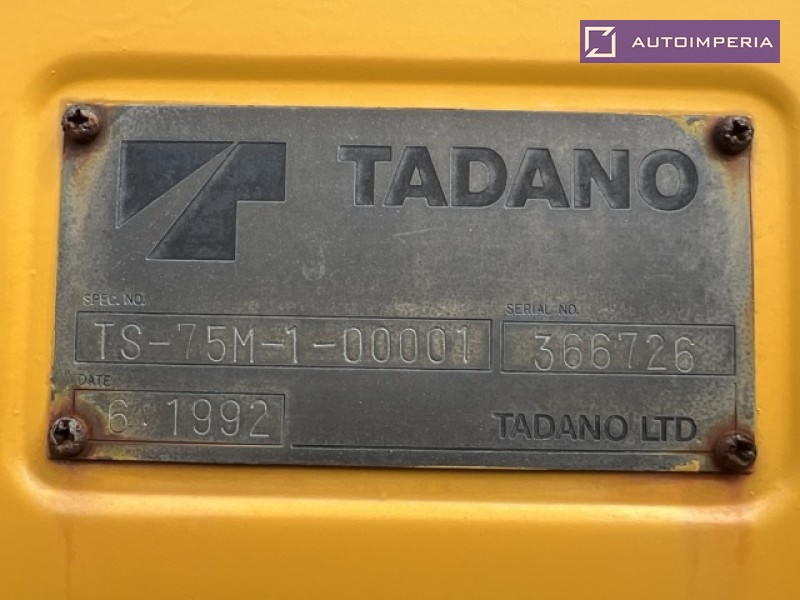 AUTOIMPERIA
TADANO
SPEC. NO.
TS-75M-1-00001
SERIAL NO.
366726
DATE
6. 1992
TADANO LTD.